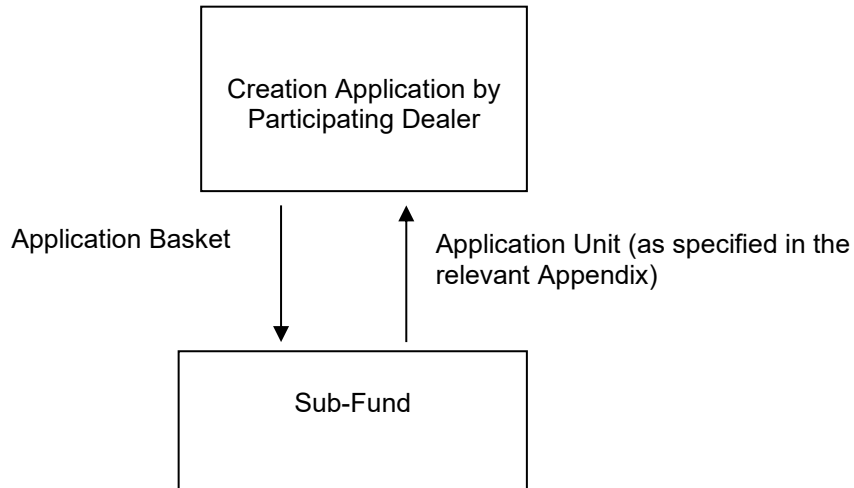 Creation Application by
Participating Dealer
Application Basket
Application Unit (as specified in the
relevant Appendix)
Sub-Fund